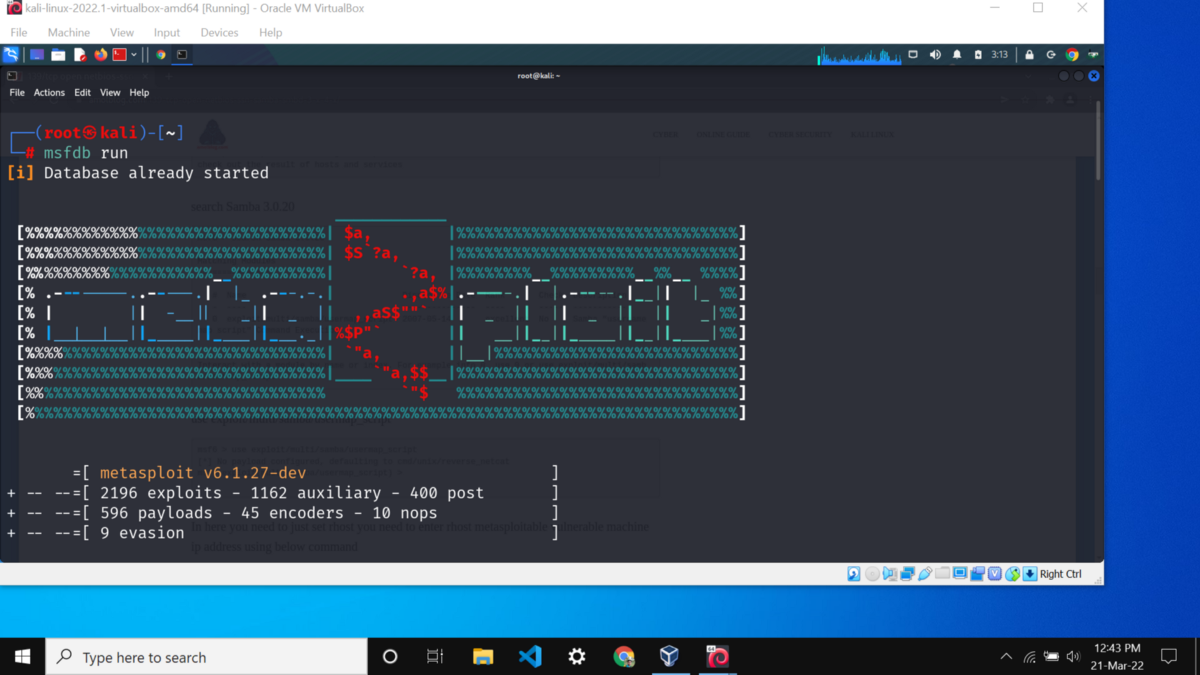 kali-linux-2022.1-virtualbox-amd64 [Running] - Oracle VM VirtualBox
File Machine View Input Devices Help
3:13
root@kali: ~
File Actions Edit View Help
(root㉿kali)-[~]
# msfdb run
[i] Database already started
search Samba 3.0.20
=[ metasploit v6.1.27-dev ]
+ -- --=[ 2196 exploits - 1162 auxiliary - 400 post ]
+ -- --=[ 596 payloads - 45 encoders - 10 nops ]
+ -- --=[ 9 evasion ]
in here you need to just set rhost you need to enter rhost metasploitable vulnerable machine
ip address using below command
Right Ctrl
Type here to search
12:43 PM
21-Mar-22